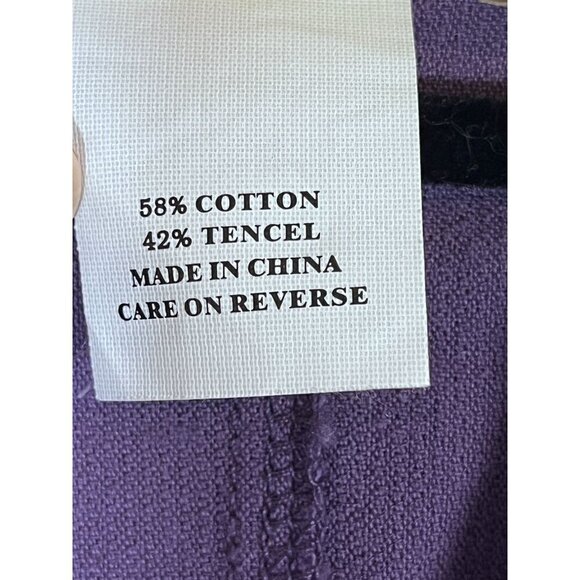 58% COTTON
42% TENCEL
MADE IN CHINA
CARE ON REVERSE